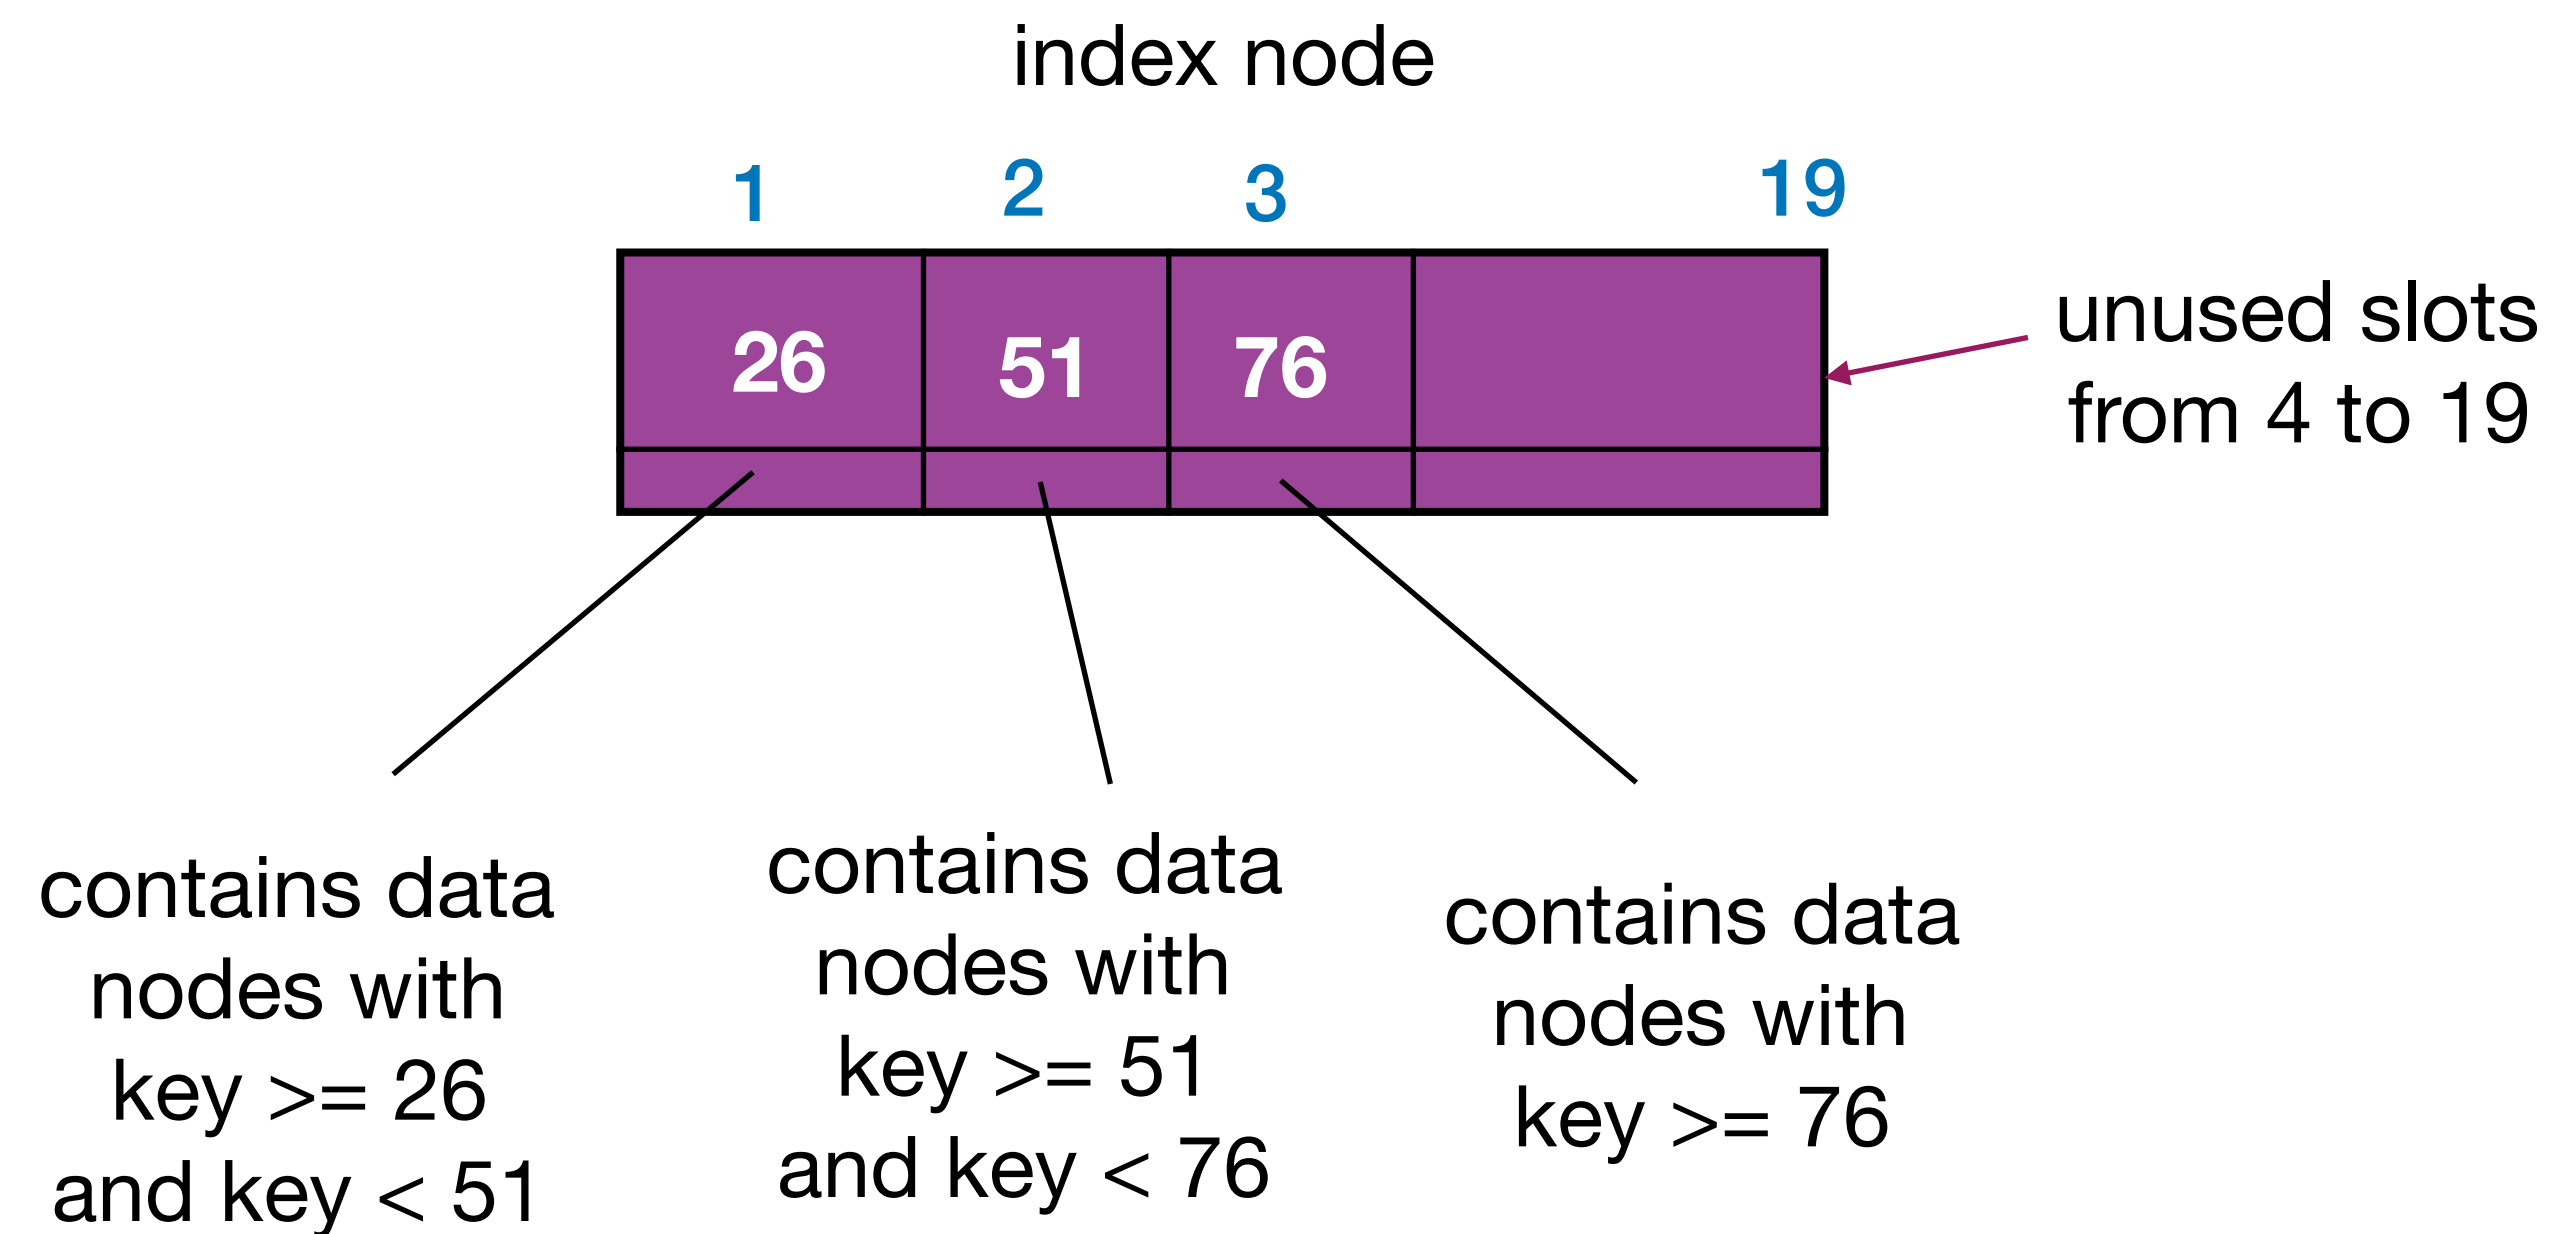 index node
1 2 3 19
26 51 76
unused slots
from 4 to 19
contains data
nodes with
key >= 26
and key < 51
contains data
nodes with
key >= 51
and key < 76
contains data
nodes with
key >= 76